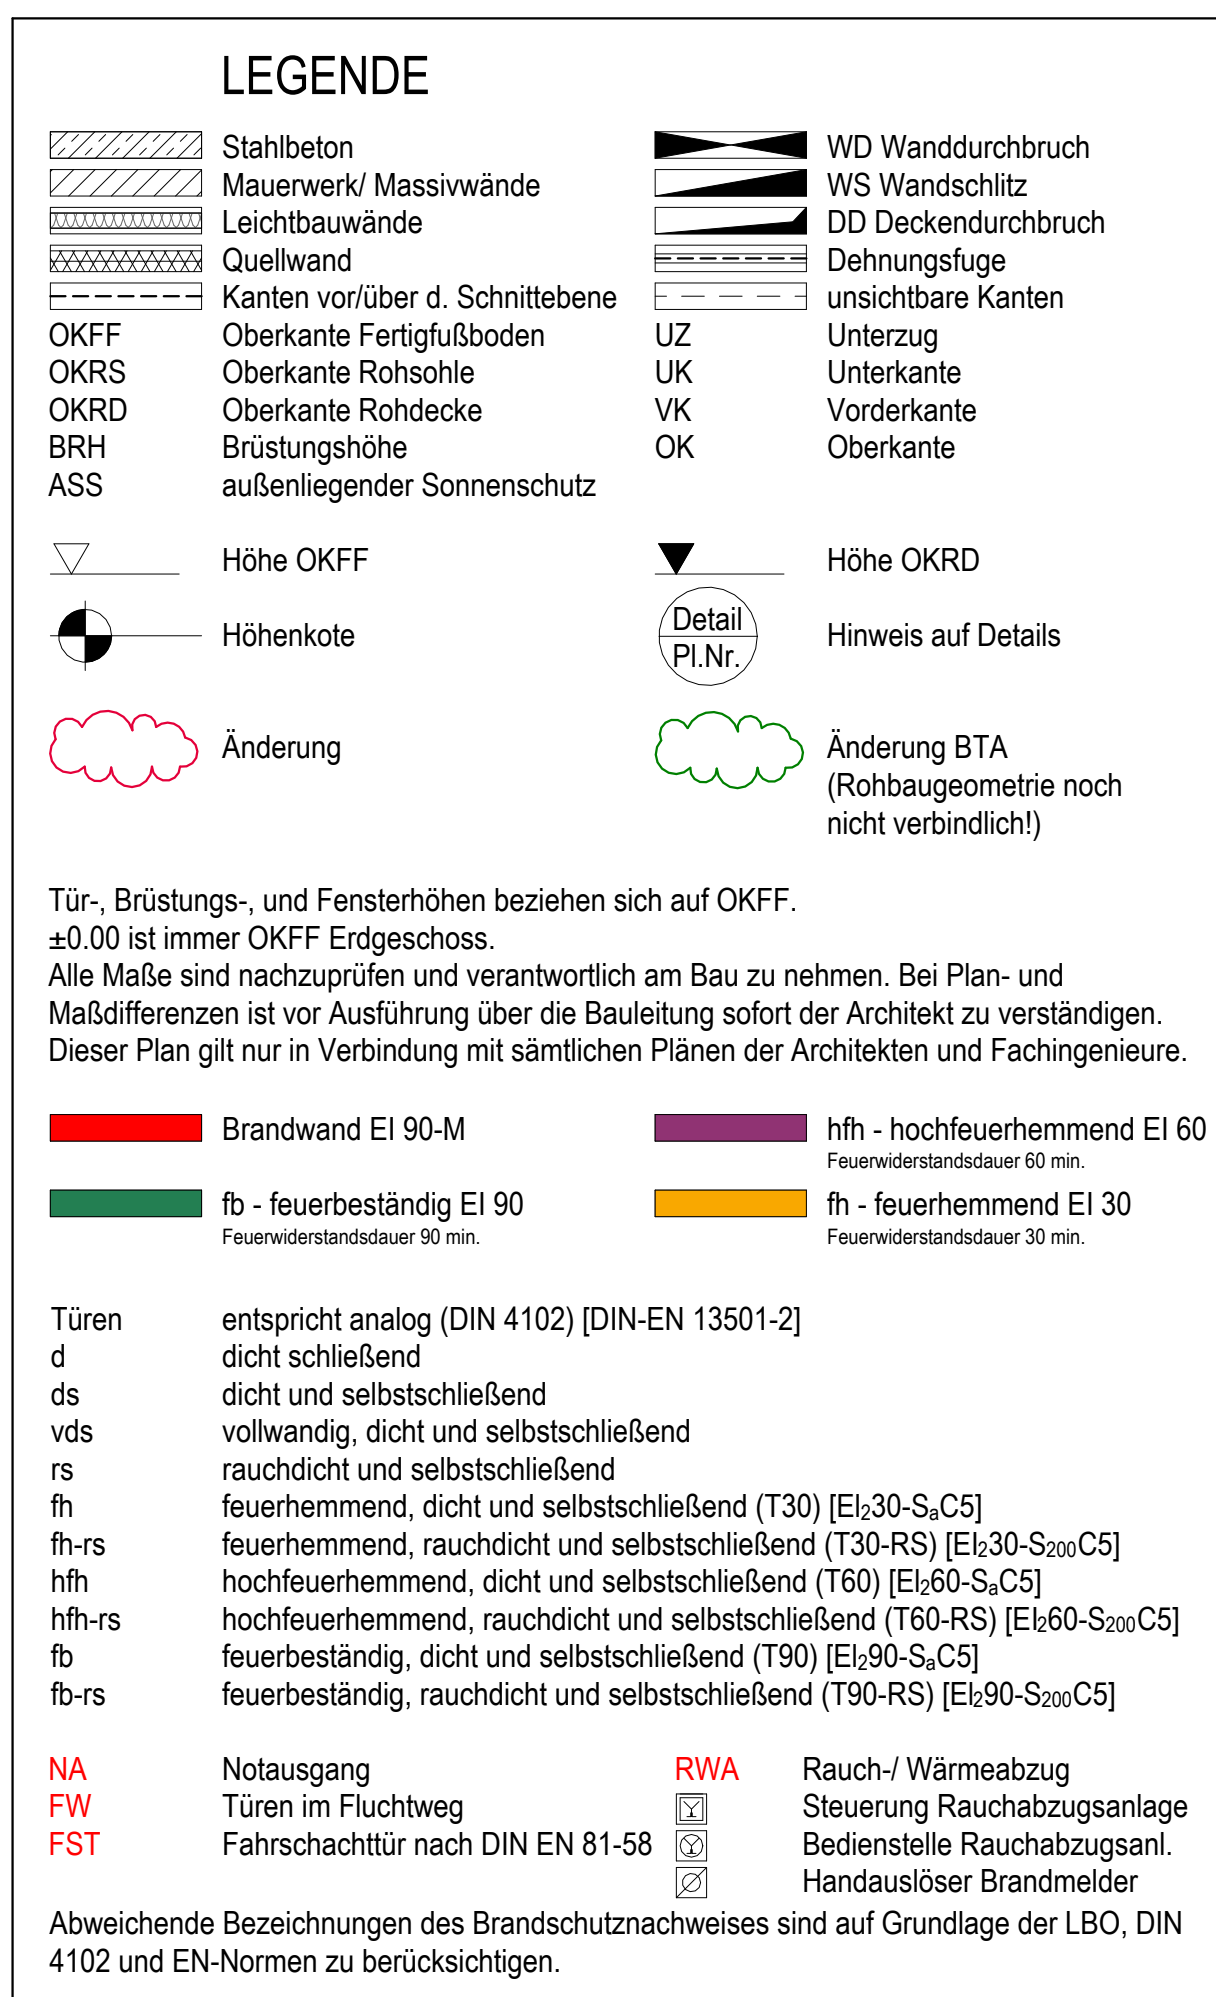 LEGENDE
Stahlbeton
WD Wanddurchbruch
Mauerwerk/ Massivwände
WS Wandschlitz
Leichtbauwände
DD Deckendurchbruch
Quellwand
Dehnungsfuge
Kanten vor/über d. Schnittebene
unsichtbare Kanten
OKFF Oberkante Fertigfußboden
UZ Unterzug
OKRS Oberkante Rohsohle
UK Unterkante
OKRD Oberkante Rohdecke
VK Vorderkante
BRH Brüstungshöhe
OK Oberkante
ASS außenliegender Sonnenschutz
Höhe OKFF
Höhe OKRD
Höhenkote
Detail
Pl.Nr.
Hinweis auf Details
Änderung
Änderung BTA
(Rohbaugeometrie noch
nicht verbindlich!)
Tür-, Brüstungs-, und Fensterhöhen beziehen sich auf OKFF.
±0.00 ist immer OKFF Erdgeschoss.
Alle Maße sind nachzuprüfen und verantwortlich am Bau zu nehmen. Bei Plan- und
Maßdifferenzen ist vor Ausführung über die Bauleitung sofort der Architekt zu verständigen.
Dieser Plan gilt nur in Verbindung mit sämtlichen Plänen der Architekten und Fachingenieure.
Brandwand EI 90-M
hfh - hochfeuerhemmend EI 60
Feuerwiderstandsdauer 60 min.
fb - feuerbeständig EI 90
Feuerwiderstandsdauer 90 min.
fh - feuerhemmend EI 30
Feuerwiderstandsdauer 30 min.
Türen entspricht analog (DIN 4102) [DIN-EN 13501-2]
d dicht schließend
ds dicht und selbstschließend
vds vollwandig, dicht und selbstschließend
rs rauchdicht und selbstschließend
fh feuerhemmend, dicht und selbstschließend (T30) [EI₂30-SₐC5]
fh-rs feuerhemmend, rauchdicht und selbstschließend (T30-RS) [EI₂30-S₂₀₀C5]
hfh hochfeuerhemmend, dicht und selbstschließend (T60) [EI₂60-SₐC5]
hfh-rs hochfeuerhemmend, rauchdicht und selbstschließend (T60-RS) [EI₂60-S₂₀₀C5]
fb feuerbeständig, dicht und selbstschließend (T90) [EI₂90-SₐC5]
fb-rs feuerbeständig, rauchdicht und selbstschließend (T90-RS) [EI₂90-S₂₀₀C5]
NA Notausgang
RWA Rauch-/ Wärmeabzug
FW Türen im Fluchtweg
Steuerung Rauchabzugsanlage
FST Fahrschachttür nach DIN EN 81-58
Bedienstelle Rauchabzugsanl.
Handauslöser Brandmelder
Abweichende Bezeichnungen des Brandschutznachweises sind auf Grundlage der LBO, DIN
4102 und EN-Normen zu berücksichtigen.